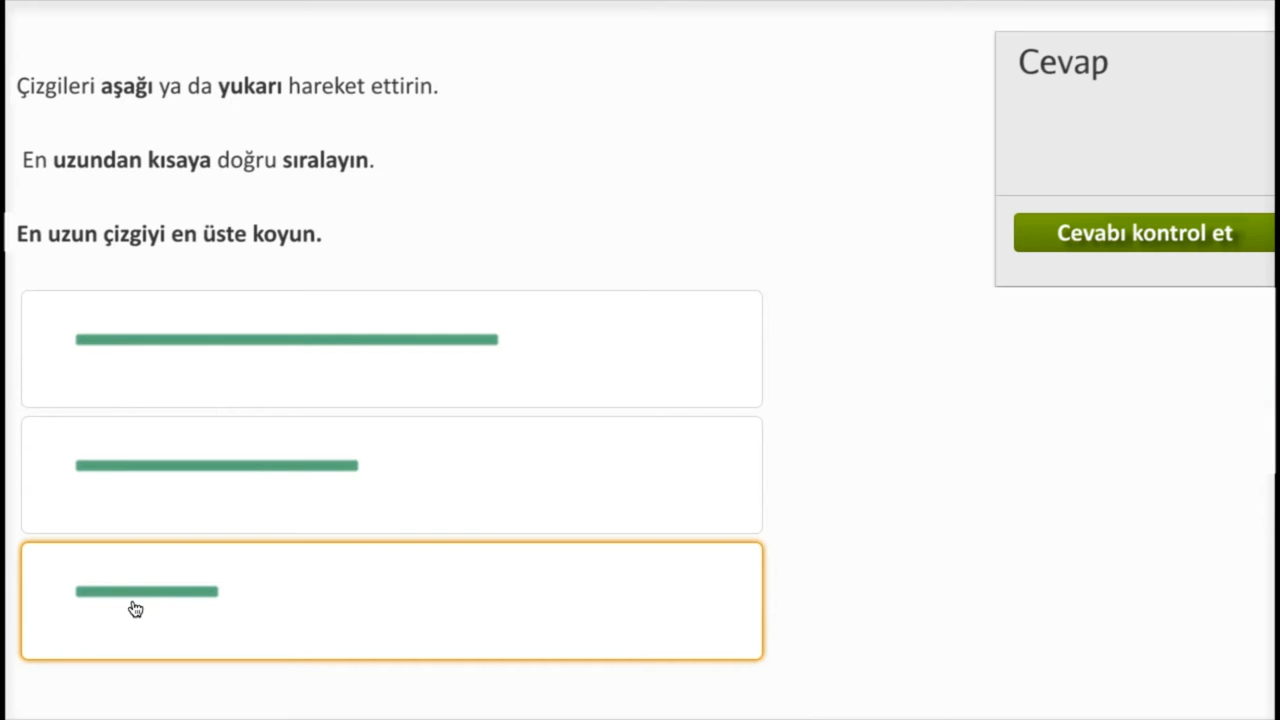 Çizgileri aşağı ya da yukarı hareket ettirin.
En uzundan kısaya doğru sıralayın.
En uzun çizgiyi en üste koyun.
Cevap
Cevabı kontrol et